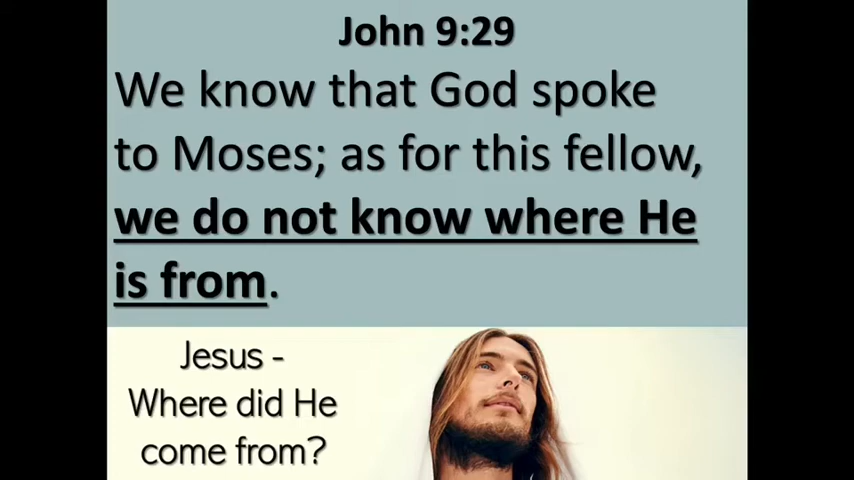 John 9:29
We know that God spoke
to Moses; as for this fellow,
we do not know where He
is from.
Jesus -
Where did He
come from?